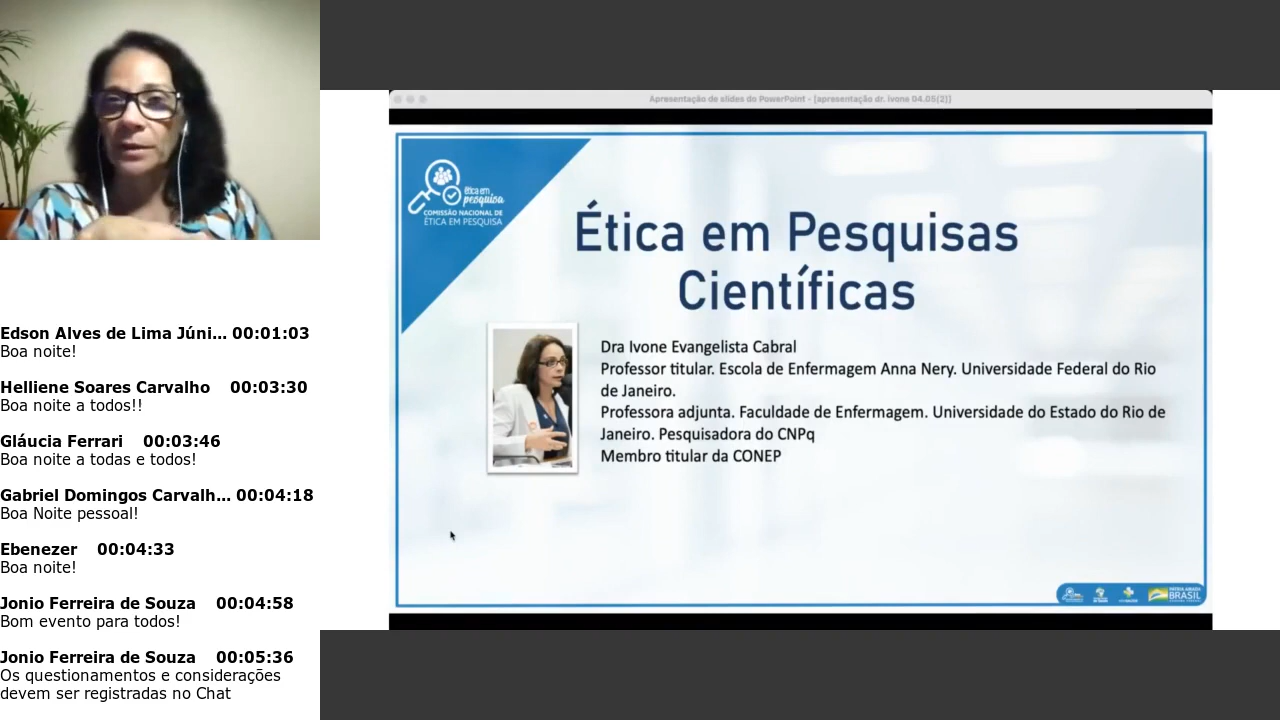 Edson Alves de Lima Júni... 00:01:03
Boa noite!
Helliene Soares Carvalho 00:03:30
Boa noite a todos!!
Gláucia Ferrari 00:03:46
Boa noite a todas e todos!
Gabriel Domingos Carvalh... 00:04:18
Boa Noite pessoal!
Ebenezer 00:04:33
Boa noite!
Jonio Ferreira de Souza 00:04:58
Bom evento para todos!
Jonio Ferreira de Souza 00:05:36
Os questionamentos e considerações
devem ser registradas no Chat
Apresentação de slides do PowerPoint - [apresentação dr. ivone 04.05(2)]
ética em
pesquisa
COMISSÃO NACIONAL DE
ÉTICA EM PESQUISA
Ética em Pesquisas
Científicas
Dra Ivone Evangelista Cabral
Professor titular. Escola de Enfermagem Anna Nery. Universidade Federal do Rio
de Janeiro.
Professora adjunta. Faculdade de Enfermagem. Universidade do Estado do Rio de
Janeiro. Pesquisadora do CNPq
Membro titular da CONEP
PÁTRIA AMADA
BRASIL